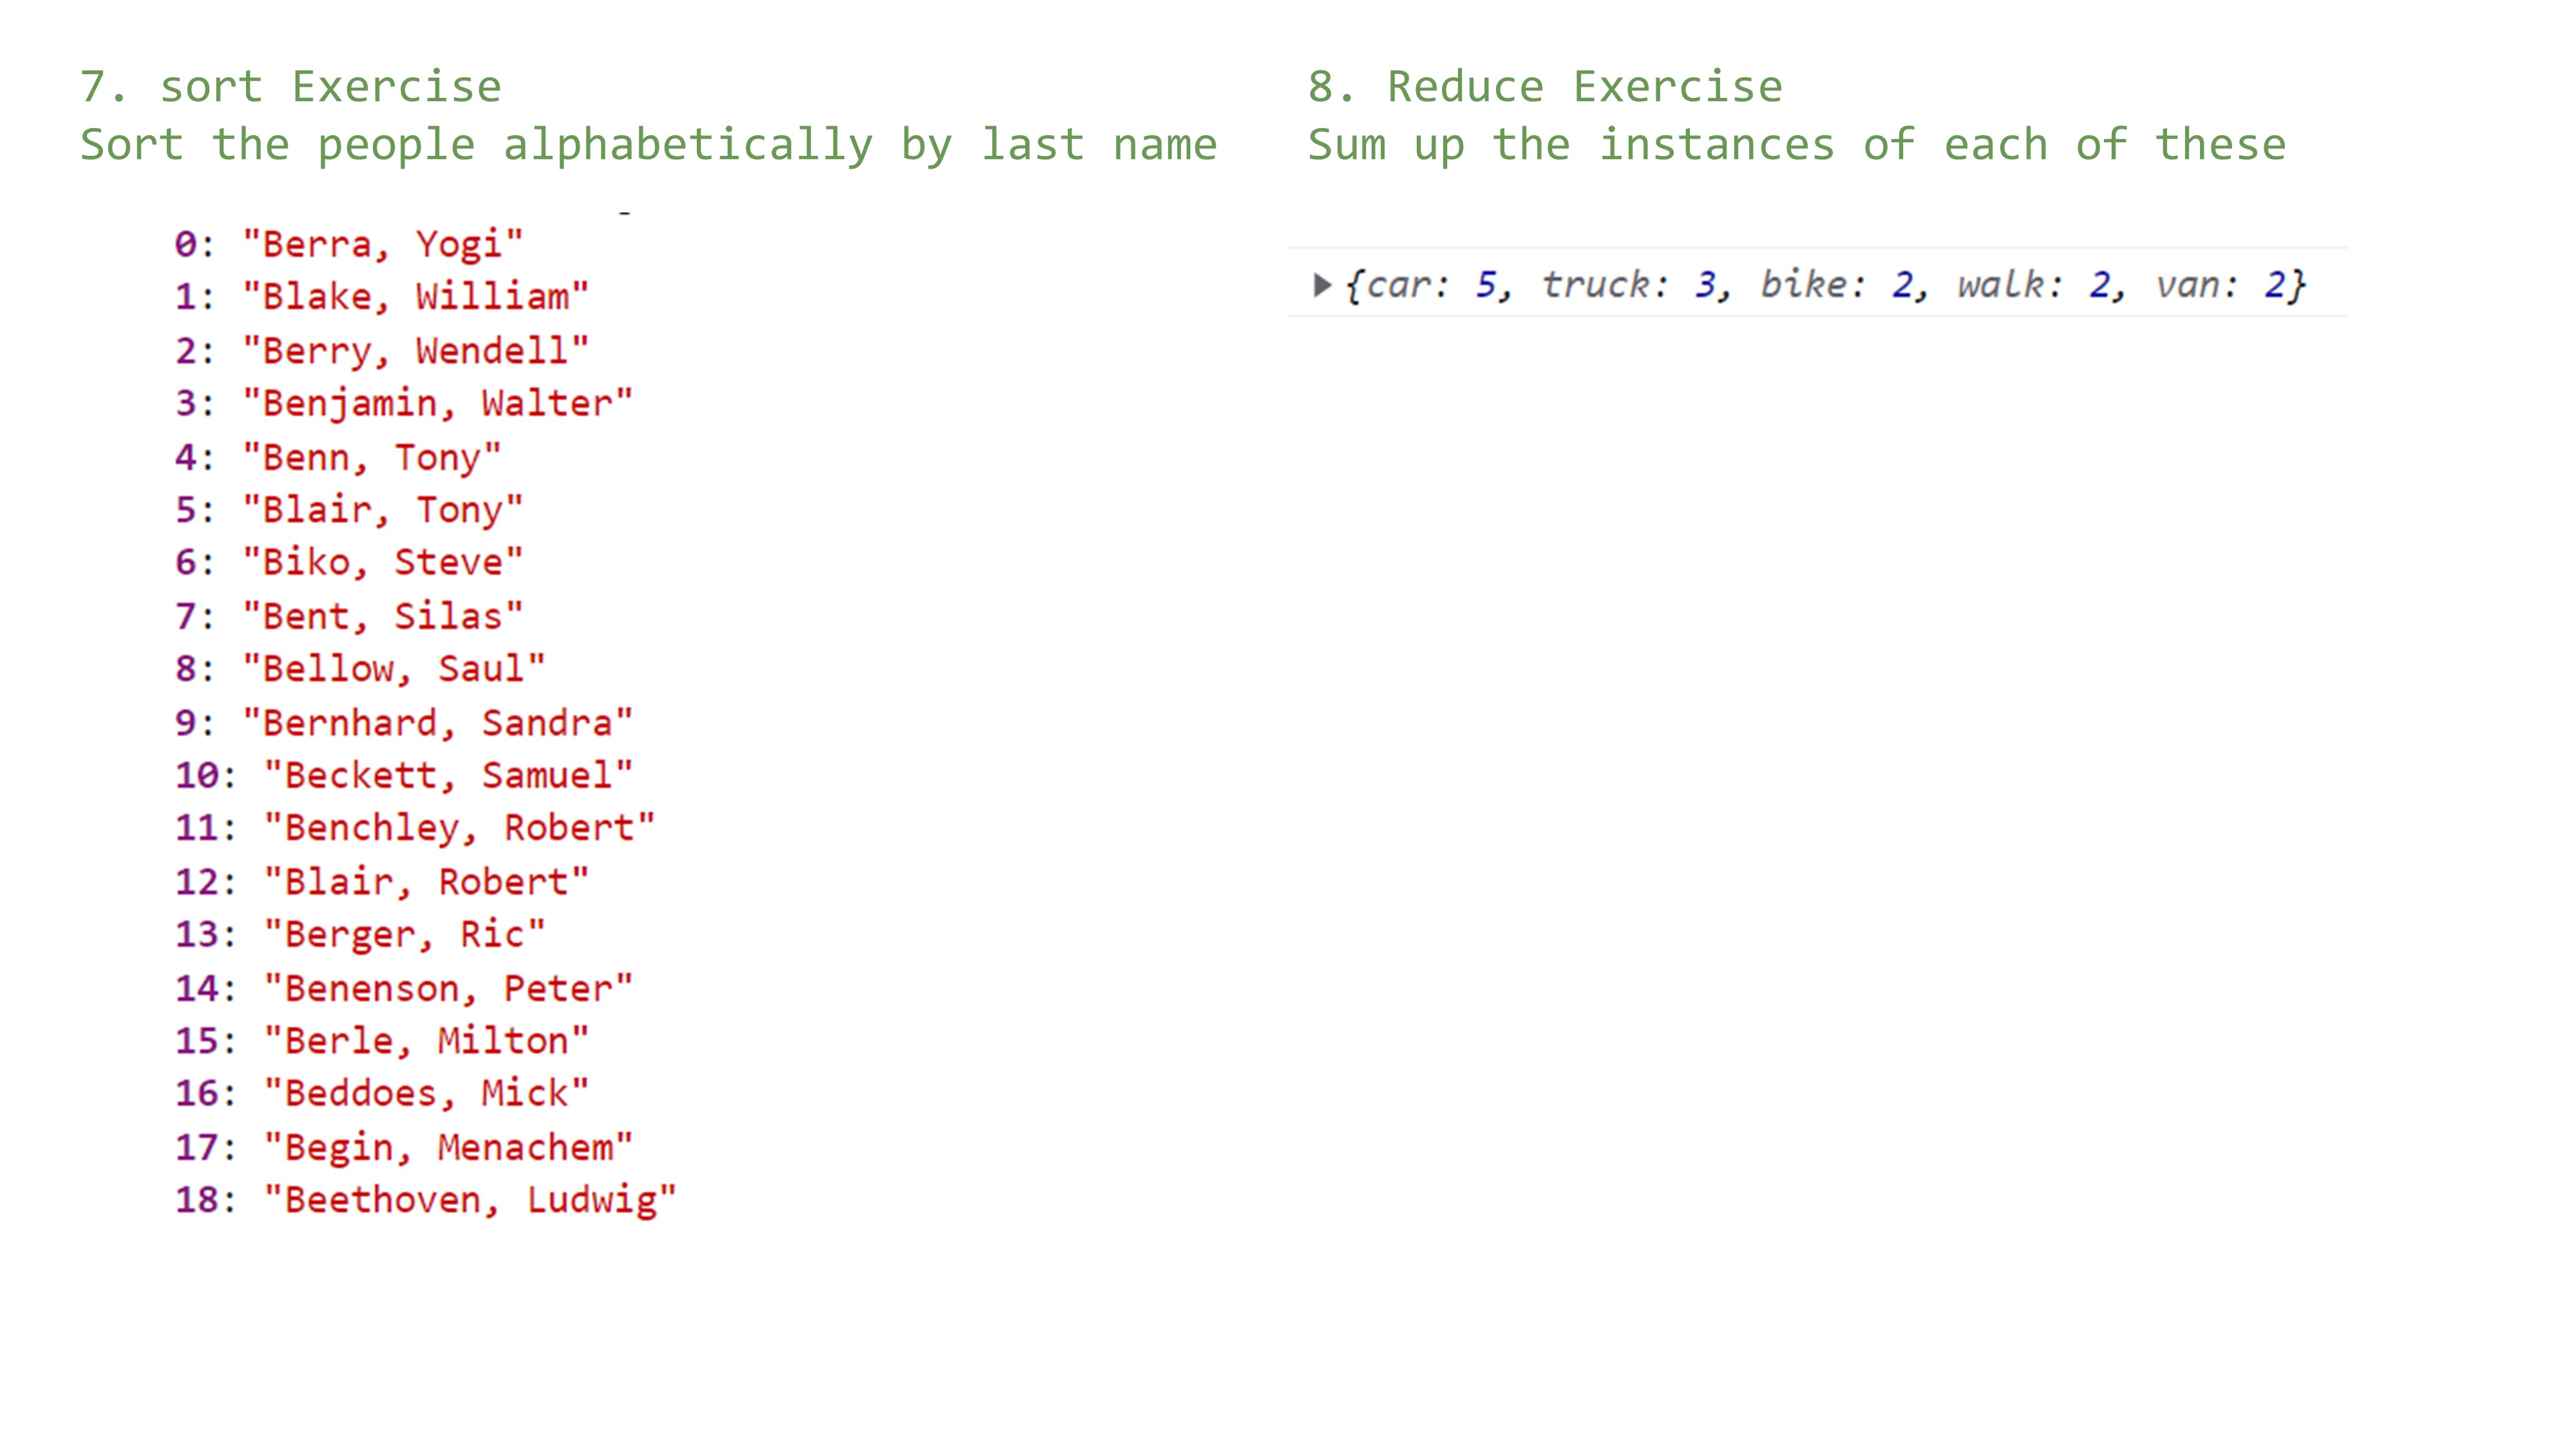 7. sort Exercise
Sort the people alphabetically by last name
0: "Berra, Yogi"
1: "Blake, William"
2: "Berry, Wendell"
3: "Benjamin, Walter"
4: "Benn, Tony"
5: "Blair, Tony"
6: "Biko, Steve"
7: "Bent, Silas"
8: "Bellow, Saul"
9: "Bernhard, Sandra"
10: "Beckett, Samuel"
11: "Benchley, Robert"
12: "Blair, Robert"
13: "Berger, Ric"
14: "Benenson, Peter"
15: "Berle, Milton"
16: "Beddoes, Mick"
17: "Begin, Menachem"
18: "Beethoven, Ludwig"
8. Reduce Exercise
Sum up the instances of each of these
▶{car: 5, truck: 3, bike: 2, walk: 2, van: 2}